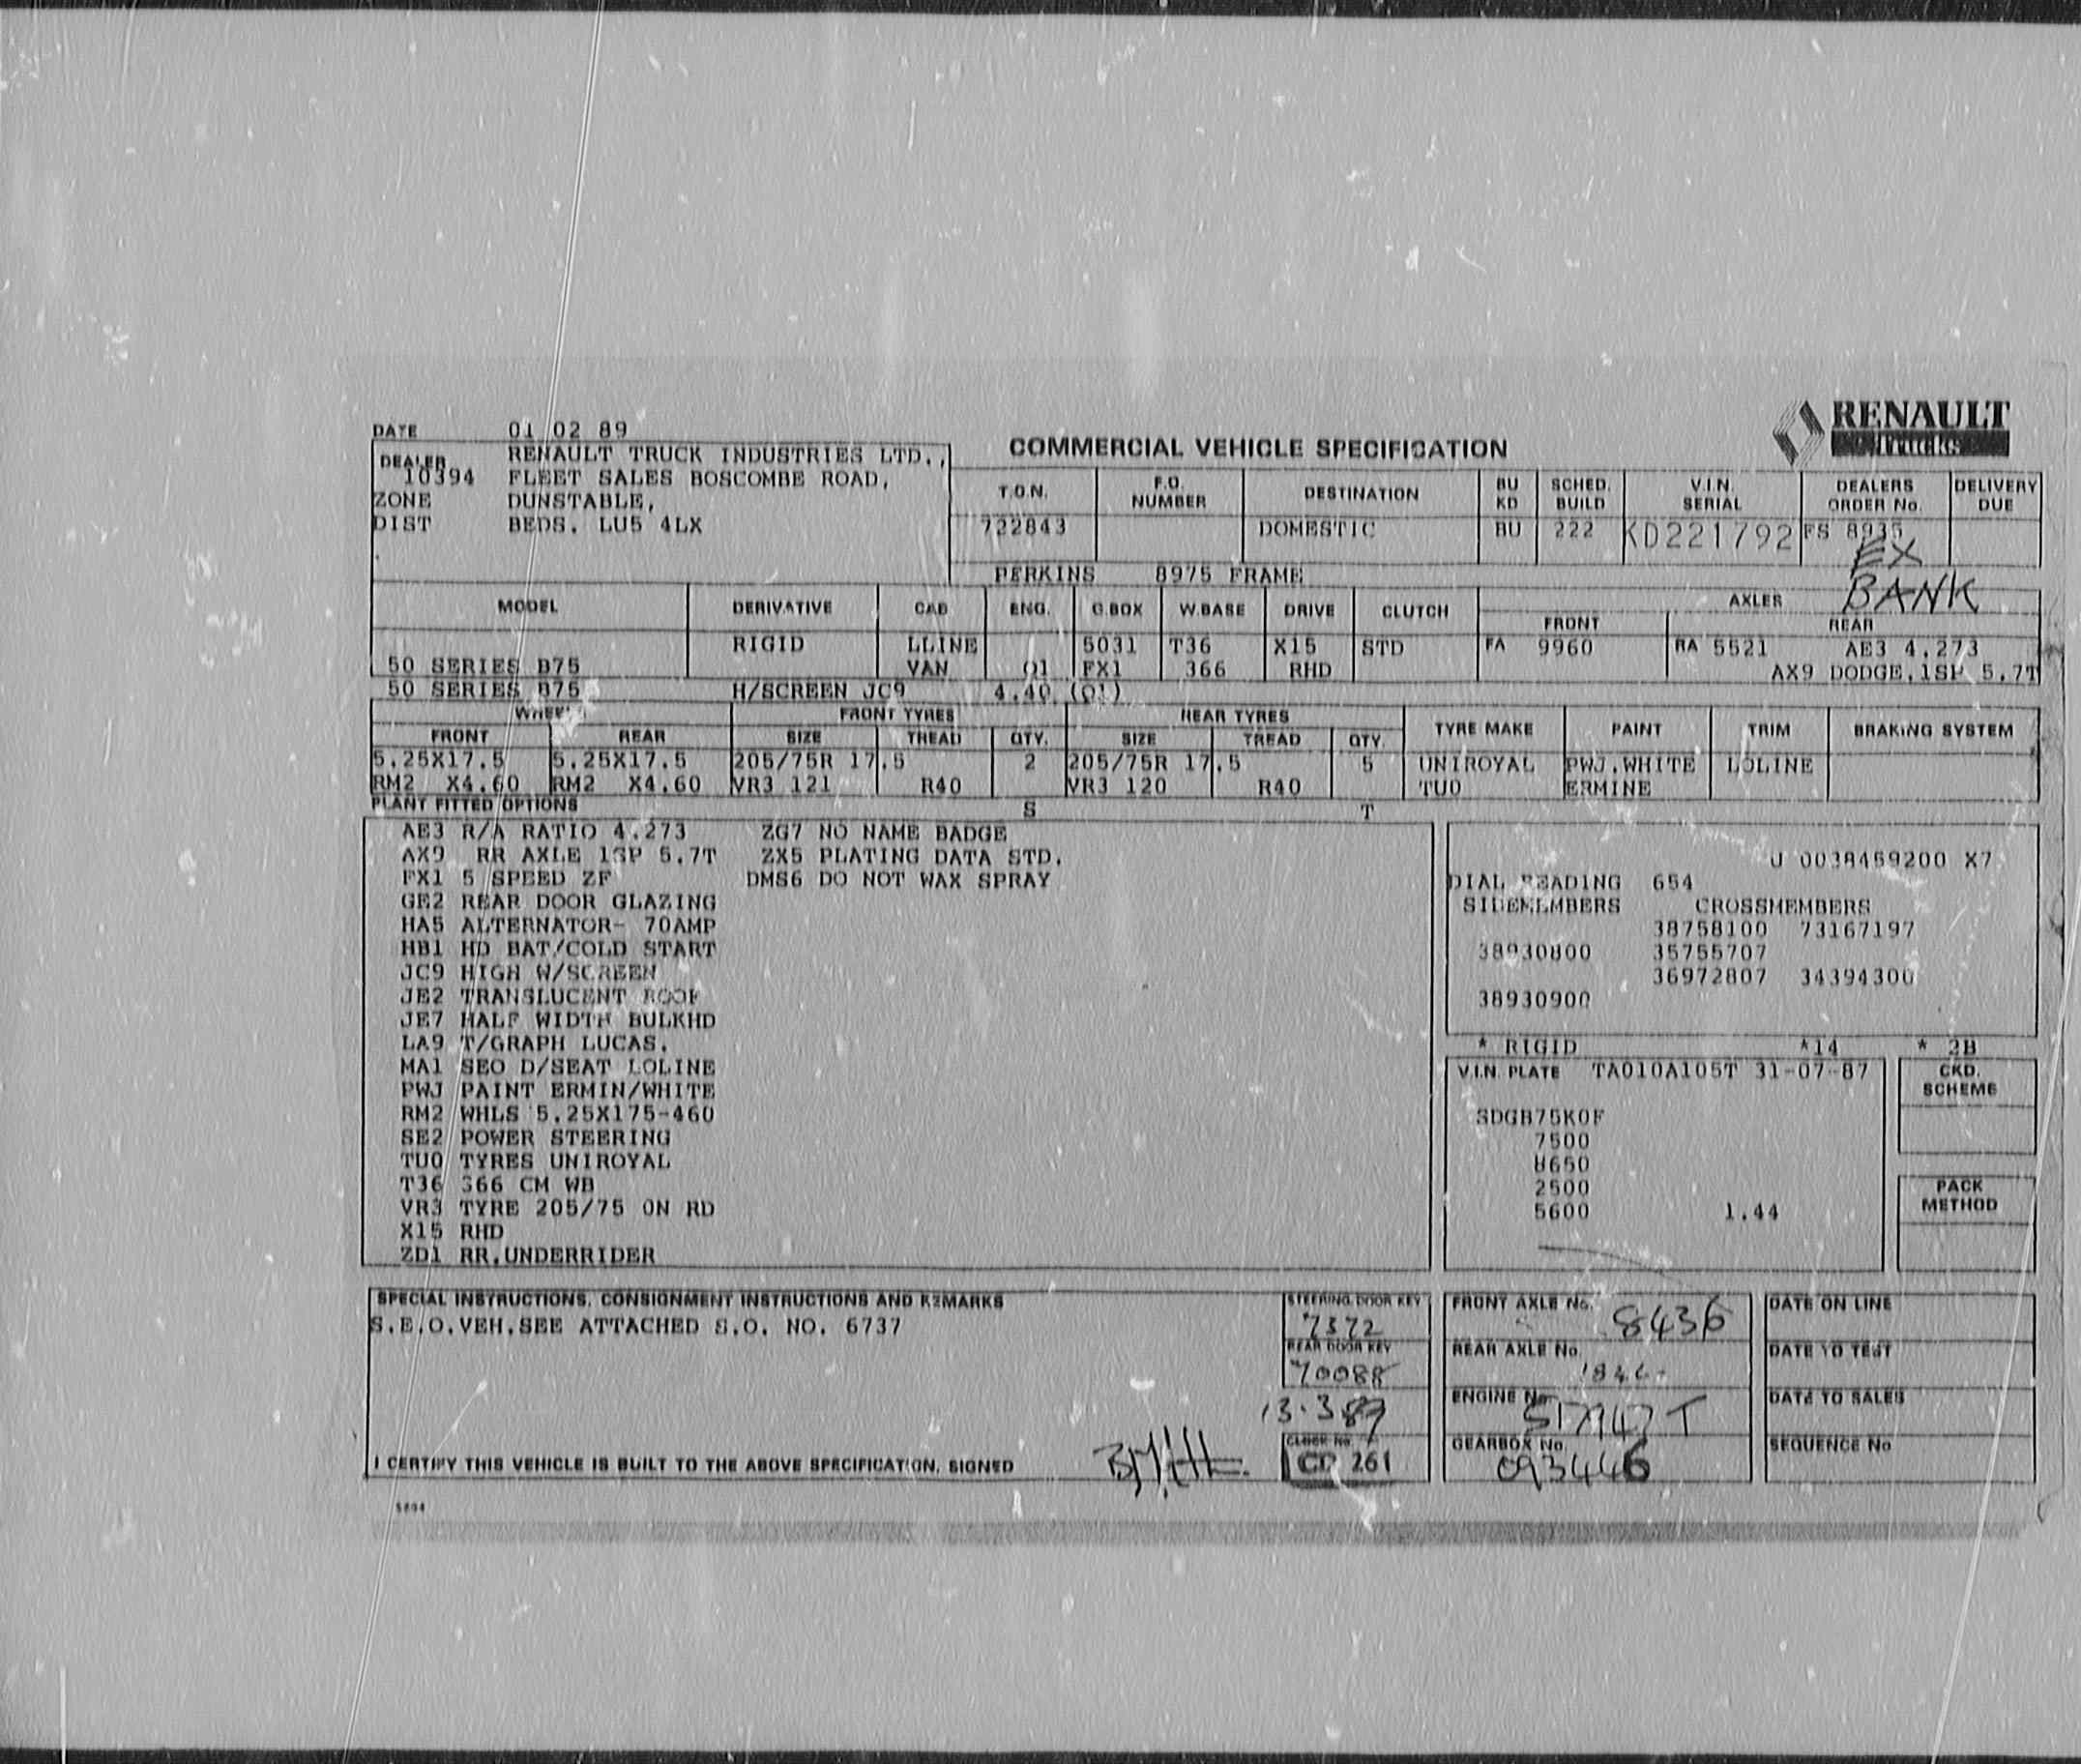 RENAULT
TRUCKS
DATE 01 02 89
COMMERCIAL VEHICLE SPECIFICATION
DEALER RENAULT TRUCK INDUSTRIES LTD.,
10394 FLEET SALES BOSCOMBE ROAD,
ZONE DUNSTABLE,
DIST BEDS. LU5 4LX
T.O.N. F.O. NUMBER DESTINATION BU KD SCHED. BUILD V.I.N. SERIAL DEALERS ORDER No. DELIVERY DUE
722843 DOMESTIC BU 222 KD221792 FS 8935
EX
BANK
PERKINS 8975 FRAME
MODEL DERIVATIVE CAB ENG. G.BOX W.BASE DRIVE CLUTCH AXLES
FRONT REAR
RIGID LLINE 5031 T36 X15 STD FA 9960 RA 5521 AE3 4.273
50 SERIES B75 VAN Q1 FX1 366 RHD AX9 DODGE,1SP 5.7T
50 SERIES B75 H/SCREEN JC9 4.40 (Q1)
WHEEL FRONT TYRES REAR TYRES TYRE MAKE PAINT TRIM BRAKING SYSTEM
FRONT REAR SIZE TREAD QTY. SIZE TREAD QTY.
5.25X17.5 5.25X17.5 205/75R 17.5 2 205/75R 17.5 5 UNIROYAL PWJ.WHITE LOLINE
RM2 X4.60 RM2 X4.60 VR3 121 R40 VR3 120 R40 TU0 ERMINE
PLANT FITTED OPTIONS S T
AE3 R/A RATIO 4.273 ZG7 NO NAME BADGE
AX9 RR AXLE 1SP 5.7T ZX5 PLATING DATA STD.
FX1 5 SPEED ZF DMS6 DO NOT WAX SPRAY
GE2 REAR DOOR GLAZING
HA5 ALTERNATOR- 70AMP
HB1 HD BAT/COLD START
JC9 HIGH W/SCREEN
JE2 TRANSLUCENT ROOF
JE7 HALF WIDTH BULKHD
LA9 T/GRAPH LUCAS.
MA1 SEO D/SEAT LOLINE
PWJ PAINT ERMIN/WHITE
RM2 WHLS 5.25X175-460
SE2 POWER STEERING
TU0 TYRES UNIROYAL
T36 366 CM WB
VR3 TYRE 205/75 ON RD
X15 RHD
ZD1 RR.UNDERRIDER
U 0038459200 X7
DIAL READING 654
SIDEMEMBERS CROSSMEMBERS
38758100 73167197
38930800 35755707
36972807 34394300
38930900
* RIGID *14 * 2B
V.I.N. PLATE TA010A105T 31-07-87
SDGB75K0F
7500
8650
2500
5600 1.44
CKD. SCHEME
PACK METHOD
SPECIAL INSTRUCTIONS, CONSIGNMENT INSTRUCTIONS AND REMARKS
S.E.O.VEH.SEE ATTACHED S.O. NO. 6737
I CERTIFY THIS VEHICLE IS BUILT TO THE ABOVE SPECIFICATION. SIGNED
STEERING/DOOR KEY
7372
REAR DOOR KEY
70088
13.3.89
CLOCK No.
CD 261
FRONT AXLE No. 8436
REAR AXLE No.
ENGINE No
GEARBOX No. 093446
DATE ON LINE
DATE TO TEST
DATE TO SALES
SEQUENCE No